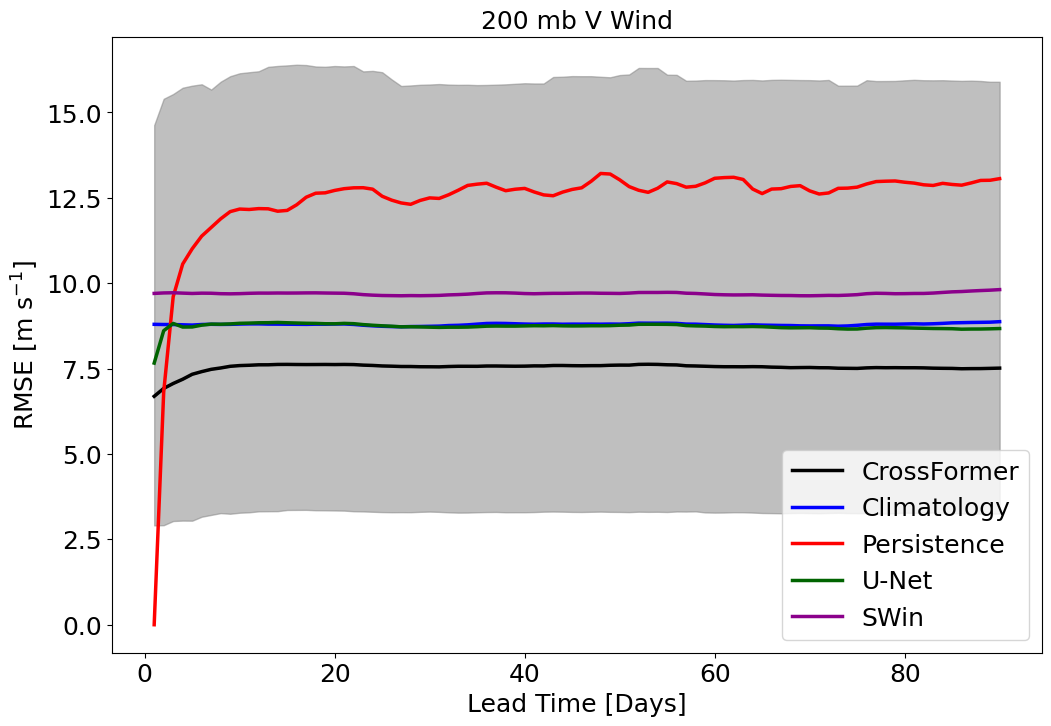 200 mb V Wind
RMSE [m s⁻¹]
15.0
12.5
10.0
7.5
5.0
2.5
0.0
0 20 40 60 80
Lead Time [Days]
CrossFormer
Climatology
Persistence
U-Net
SWin